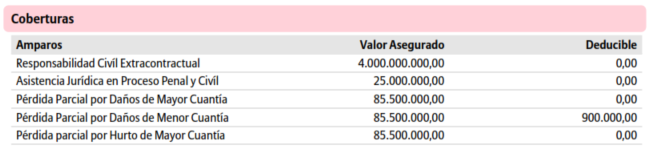 Coberturas
Amparos Valor Asegurado Deducible
Responsabilidad Civíl Extracontractual 4.000.000.000,00 0,00
Asistencia Jurídica en Proceso Penal y Civíl 25.000.000,00 0,00
Pérdida Parcial por Daños de Mayor Cuantía 85.500.000,00 0,00
Pérdida Parcial por Daños de Menor Cuantía 85.500.000,00 900.000,00
Pérdida parcial por Hurto de Mayor Cuantía 85.500.000,00 0,00